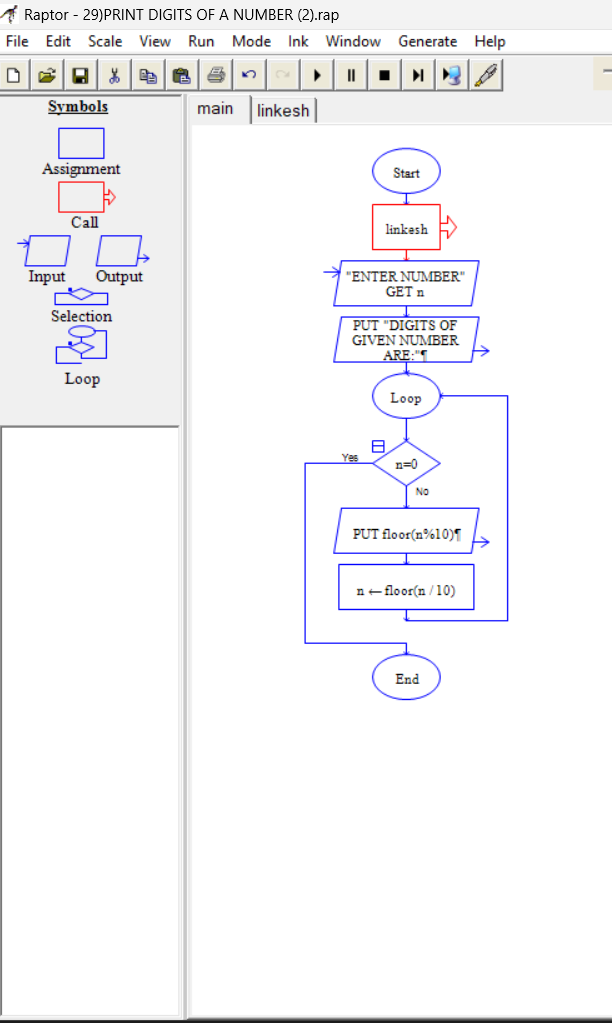 Raptor - 29)PRINT DIGITS OF A NUMBER (2).rap
File Edit Scale View Run Mode Ink Window Generate Help
Symbols
Assignment
Call
Input Output
Selection
Loop
main linkesh
Start
linkesh
"ENTER NUMBER"
GET n
PUT "DIGITS OF
GIVEN NUMBER
ARE:"¶
Loop
Yes
n=0
No
PUT floor(n%10)¶
n ← floor(n / 10)
End